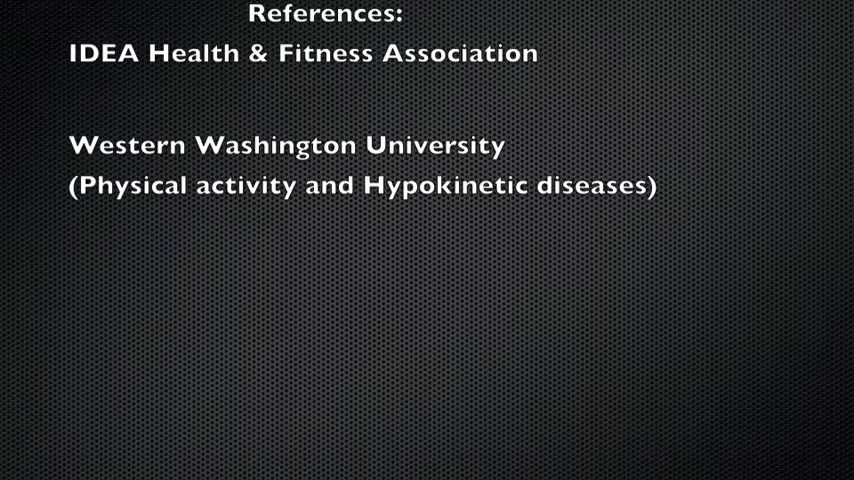 References:
IDEA Health & Fitness Association
Western Washington University
(Physical activity and Hypokinetic diseases)